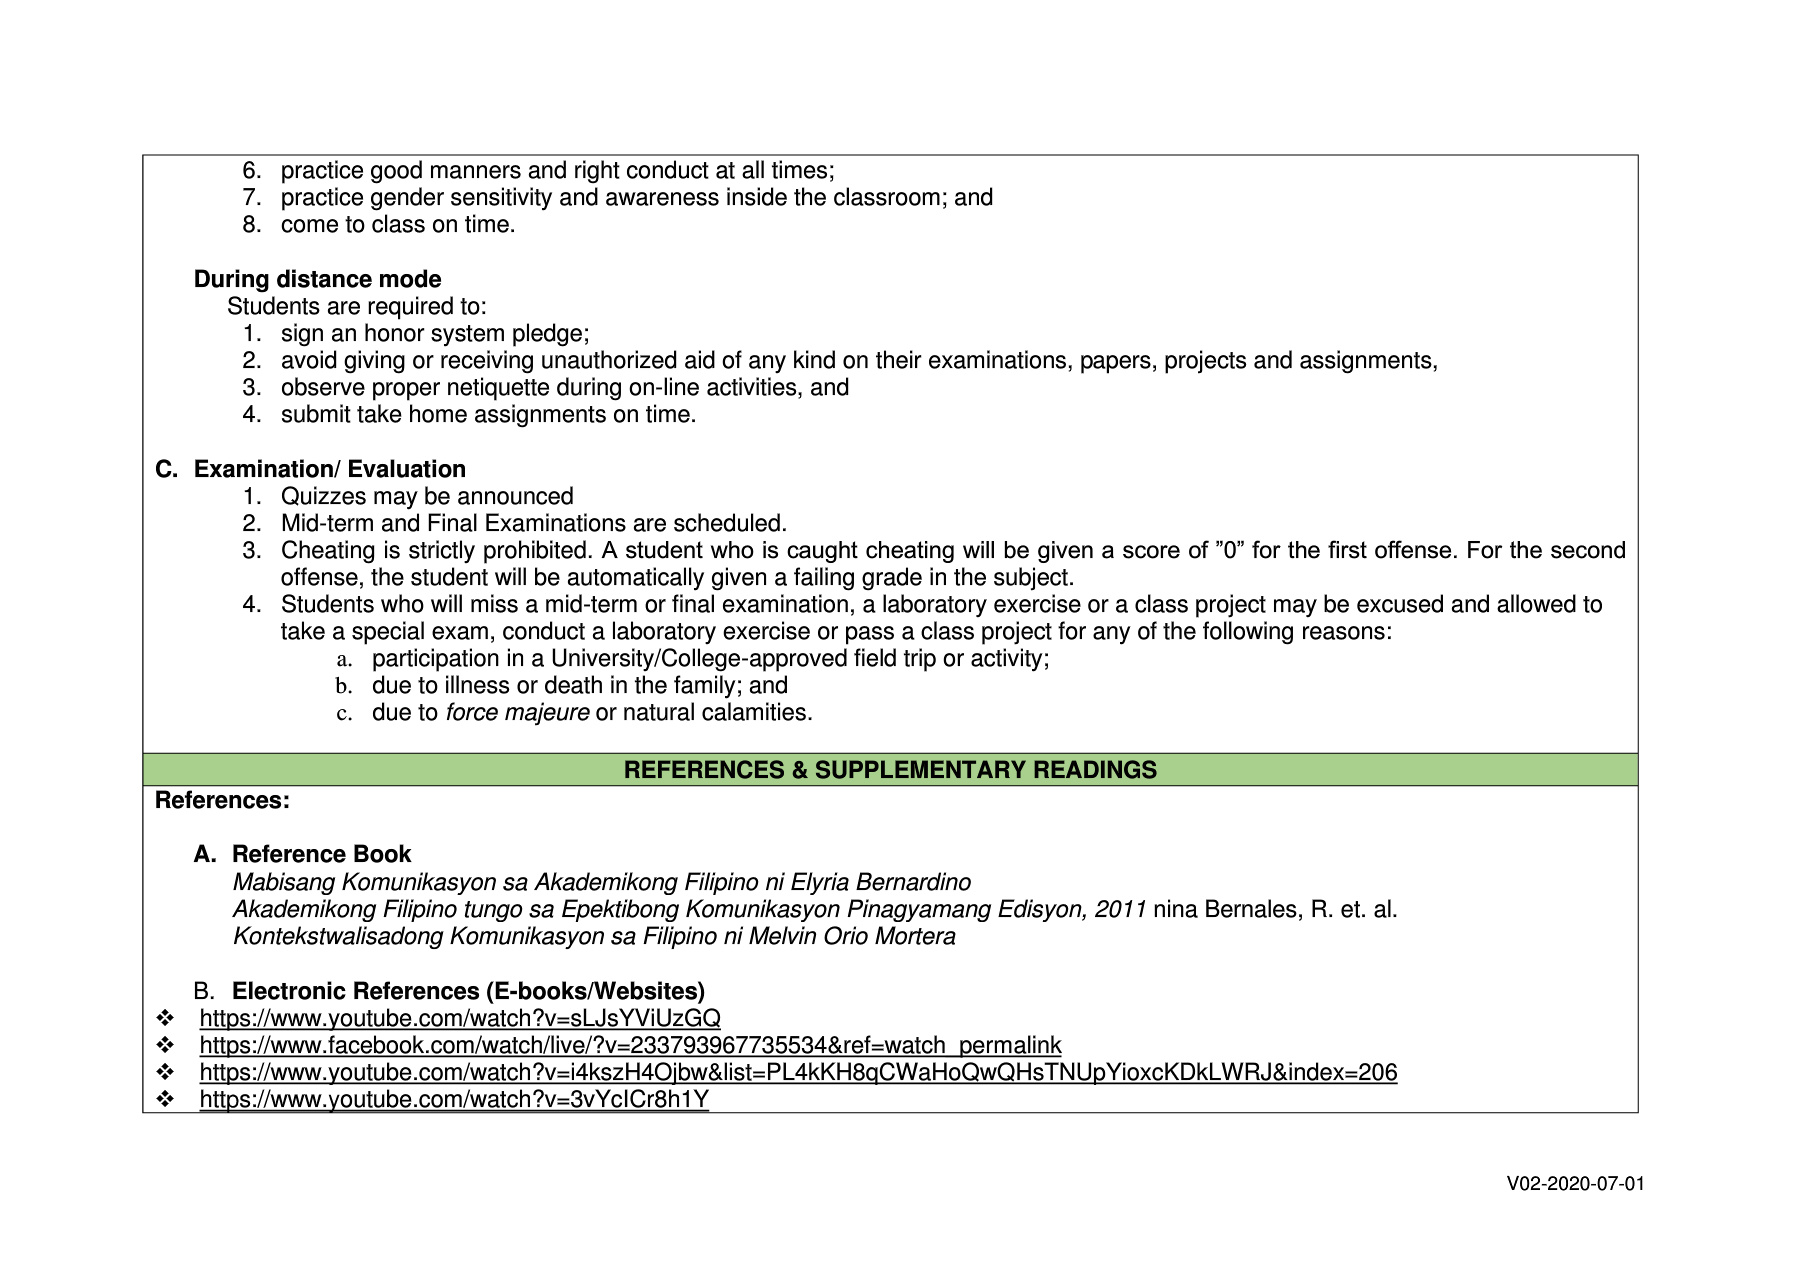 6. practice good manners and right conduct at all times;
7. practice gender sensitivity and awareness inside the classroom; and
8. come to class on time.
During distance mode
Students are required to:
1. sign an honor system pledge;
2. avoid giving or receiving unauthorized aid of any kind on their examinations, papers, projects and assignments,
3. observe proper netiquette during on-line activities, and
4. submit take home assignments on time.
C. Examination/ Evaluation
1. Quizzes may be announced
2. Mid-term and Final Examinations are scheduled.
3. Cheating is strictly prohibited. A student who is caught cheating will be given a score of ”0” for the first offense. For the second
offense, the student will be automatically given a failing grade in the subject.
4. Students who will miss a mid-term or final examination, a laboratory exercise or a class project may be excused and allowed to
take a special exam, conduct a laboratory exercise or pass a class project for any of the following reasons:
a. participation in a University/College-approved field trip or activity;
b. due to illness or death in the family; and
c. due to force majeure or natural calamities.
REFERENCES & SUPPLEMENTARY READINGS
References:
A. Reference Book
Mabisang Komunikasyon sa Akademikong Filipino ni Elyria Bernardino
Akademikong Filipino tungo sa Epektibong Komunikasyon Pinagyamang Edisyon, 2011 nina Bernales, R. et. al.
Kontekstwalisadong Komunikasyon sa Filipino ni Melvin Orio Mortera
B. Electronic References (E-books/Websites)
❖ https://www.youtube.com/watch?v=sLJsYViUzGQ
❖ https://www.facebook.com/watch/live/?v=233793967735534&ref=watch_permalink
❖ https://www.youtube.com/watch?v=i4kszH4Ojbw&list=PL4kKH8qCWaHoQwQHsTNUpYioxcKDkLWRJ&index=206
❖ https://www.youtube.com/watch?v=3vYcICr8h1Y
V02-2020-07-01